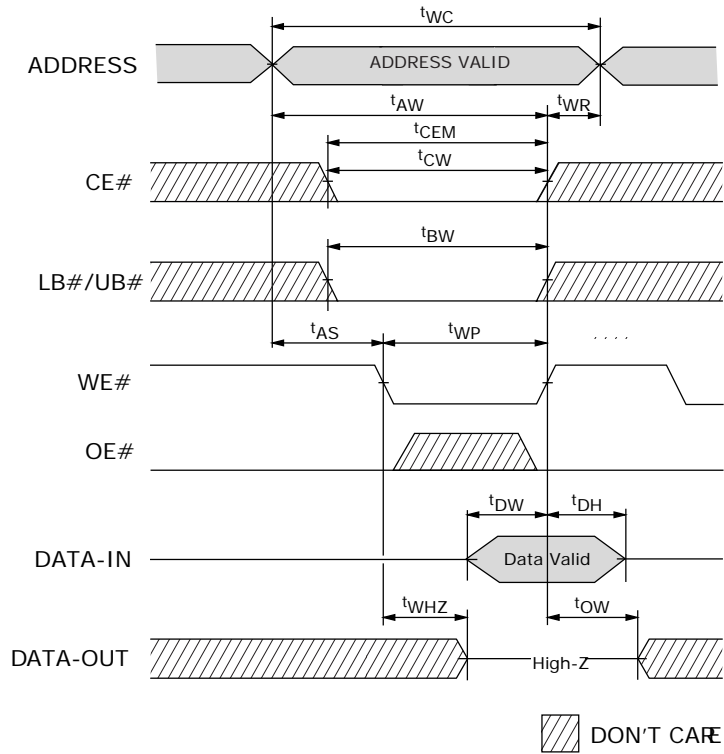 tWC
ADDRESS
ADDRESS VALID
tAW
tWR
tCEM
tCW
CE#
tBW
LB#/UB#
tAS
tWP
WE#
OE#
tDW
tDH
DATA-IN
Data Valid
tWHZ
tOW
DATA-OUT
High-Z
DON'T CARE